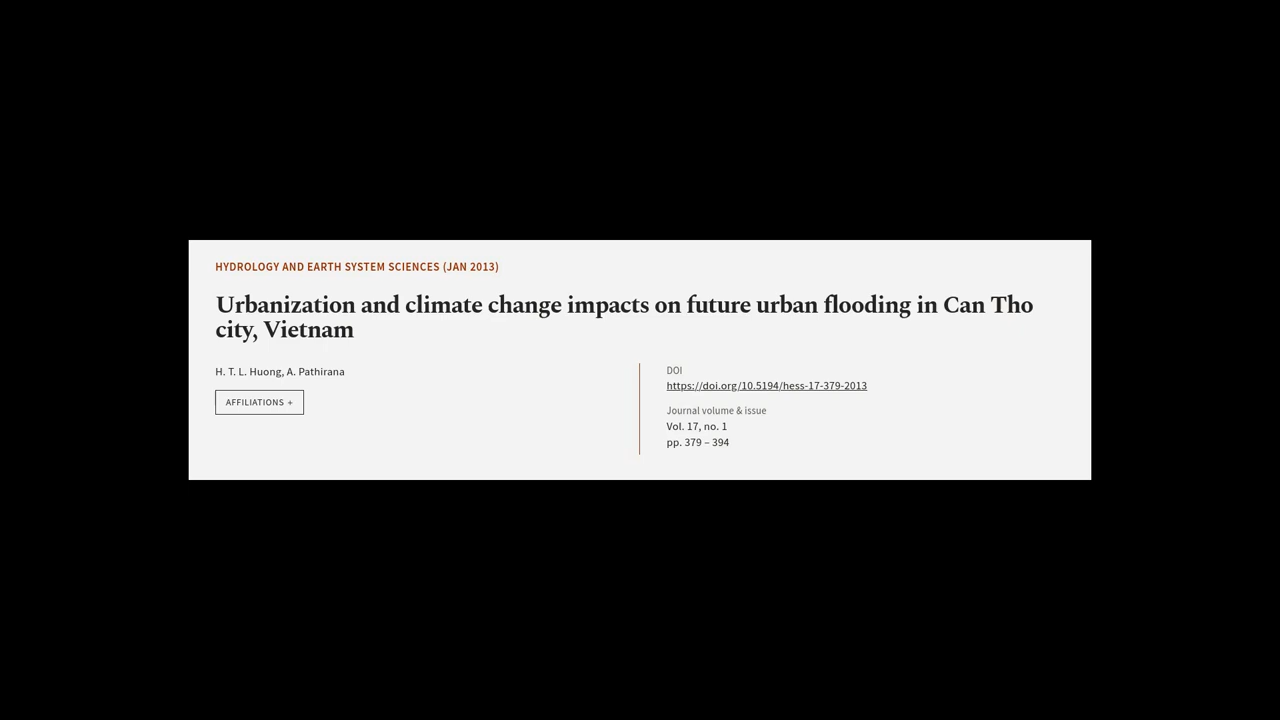 HYDROLOGY AND EARTH SYSTEM SCIENCES (JAN 2013)
Urbanization and climate change impacts on future urban flooding in Can Tho
city, Vietnam
H. T. L. Huong, A. Pathirana
AFFILIATIONS +
DOI
https://doi.org/10.5194/hess-17-379-2013
Journal volume & issue
Vol. 17, no. 1
pp. 379 – 394